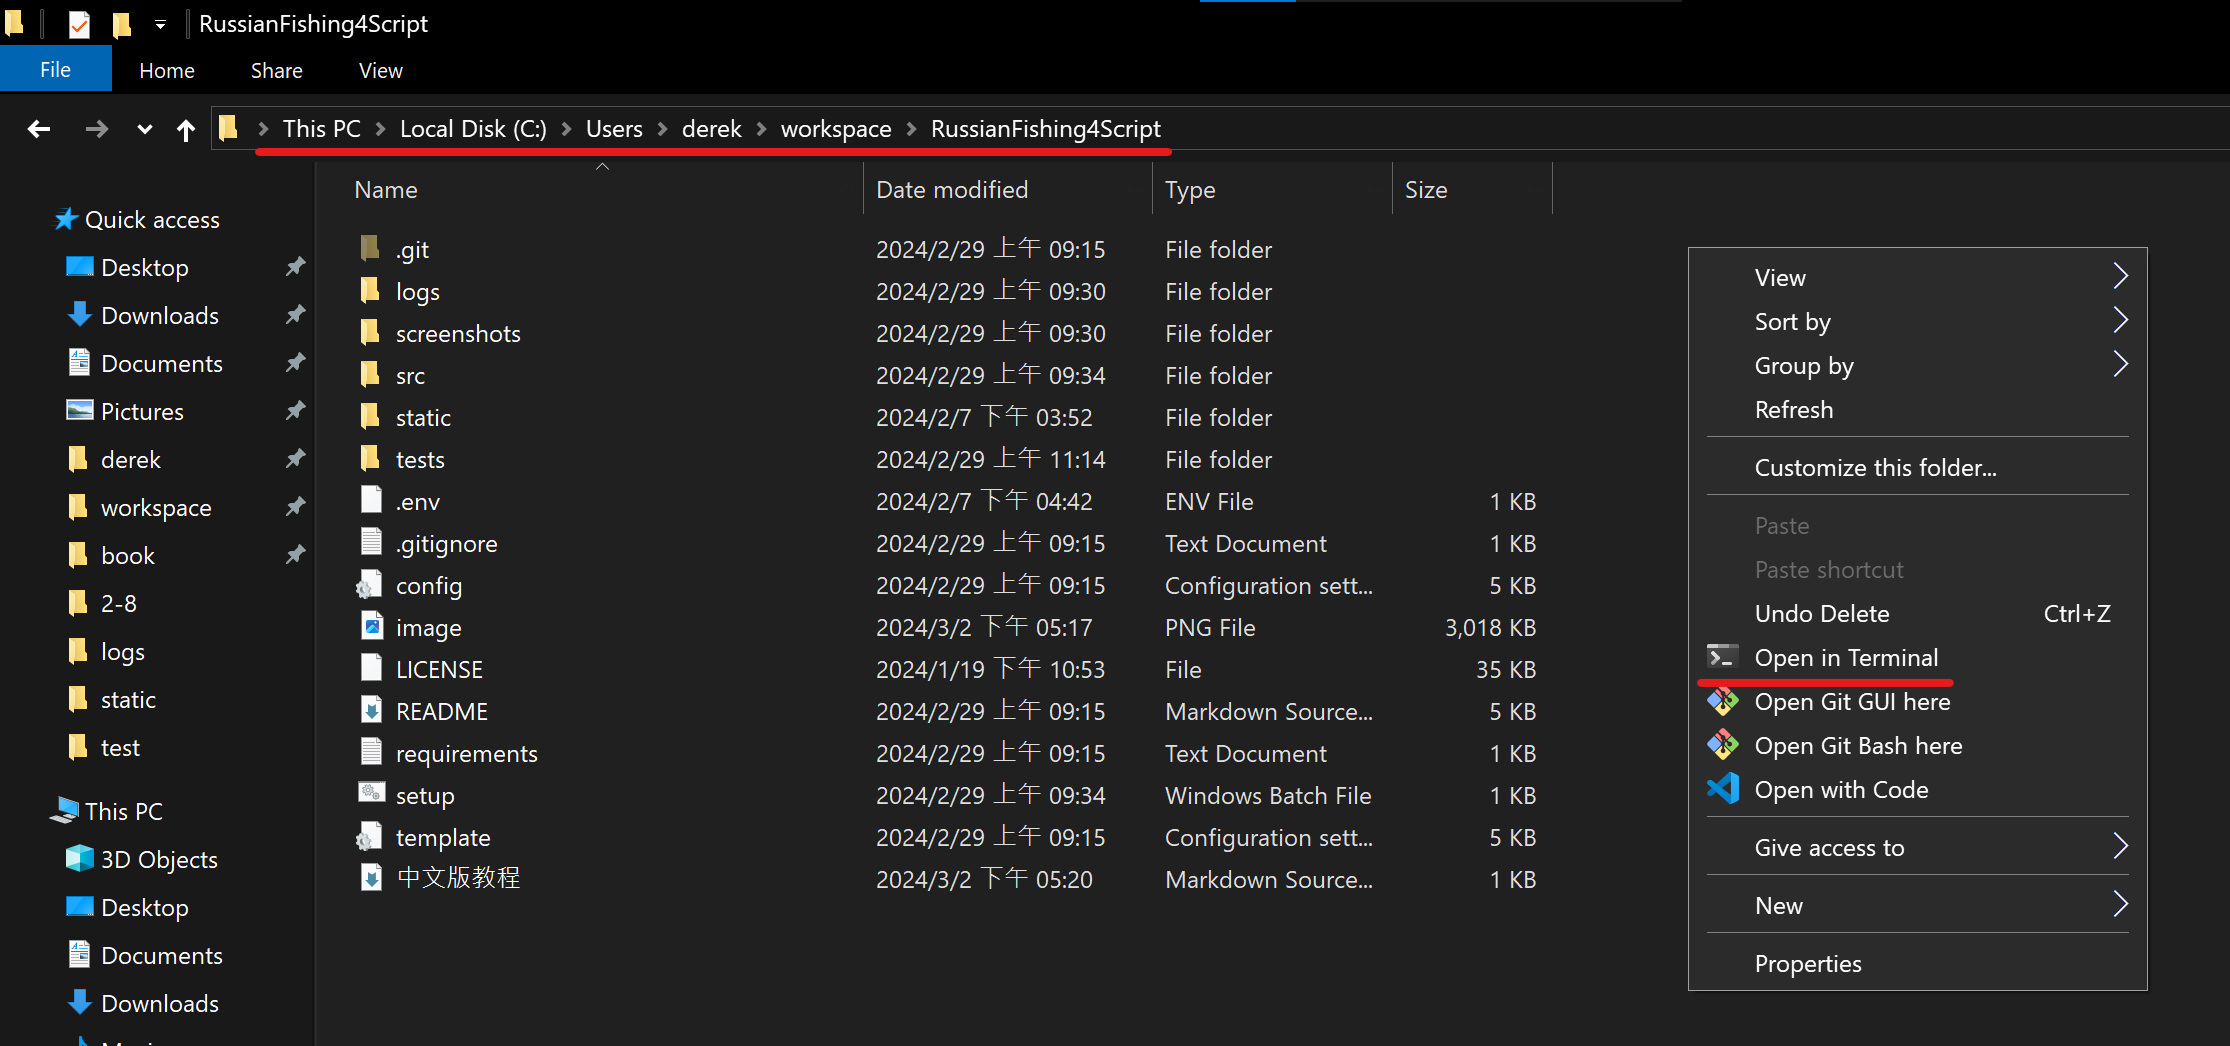 RussianFishing4Script
File Home Share View
This PC Local Disk (C:) Users derek workspace RussianFishing4Script
Name Date modified Type Size
Quick access
Desktop
Downloads
Documents
Pictures
derek
workspace
book
2-8
logs
static
test
This PC
3D Objects
Desktop
Documents
Downloads
.git 2024/2/29 上午 09:15 File folder
logs 2024/2/29 上午 09:30 File folder
screenshots 2024/2/29 上午 09:30 File folder
src 2024/2/29 上午 09:34 File folder
static 2024/2/7 下午 03:52 File folder
tests 2024/2/29 上午 11:14 File folder
.env 2024/2/7 下午 04:42 ENV File 1 KB
.gitignore 2024/2/29 上午 09:15 Text Document 1 KB
config 2024/2/29 上午 09:15 Configuration sett... 5 KB
image 2024/3/2 下午 05:17 PNG File 3,018 KB
LICENSE 2024/1/19 下午 10:53 File 35 KB
README 2024/2/29 上午 09:15 Markdown Source... 5 KB
requirements 2024/2/29 上午 09:15 Text Document 1 KB
setup 2024/2/29 上午 09:34 Windows Batch File 1 KB
template 2024/2/29 上午 09:15 Configuration sett... 5 KB
中文版教程 2024/3/2 下午 05:20 Markdown Source... 1 KB
View
Sort by
Group by
Refresh
Customize this folder...
Paste
Paste shortcut
Undo Delete Ctrl+Z
Open in Terminal
Open Git GUI here
Open Git Bash here
Open with Code
Give access to
New
Properties